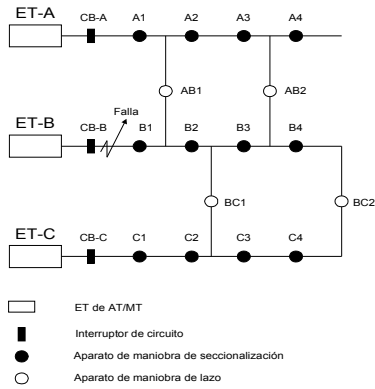 ET-A
CB-A A1 A2 A3 A4
AB1 AB2
Falla
ET-B
CB-B B1 B2 B3 B4
BC1 BC2
ET-C
CB-C C1 C2 C3 C4
ET de AT/MT
Interruptor de circuito
Aparato de maniobra de seccionalización
Aparato de maniobra de lazo